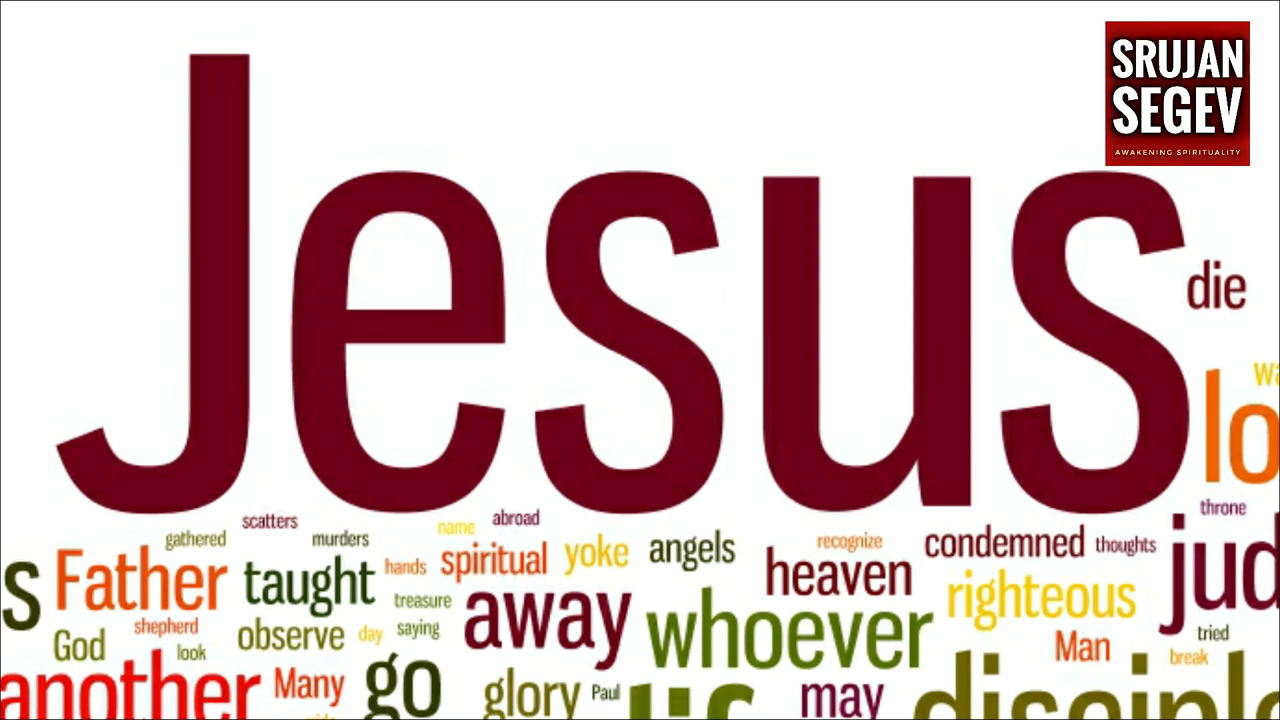 SRUJAN
SEGEV
AWAKENING SPIRITUALITY
Jesus
die
throne
scatters
name
abroad
gathered
murders
recognize
condemned
thoughts
Father
taught
hands
spiritual
yoke
angels
heaven
righteous
treasure
away
whoever
shepherd
God
observe
day
saying
tried
Man
look
break
another
Many
go
glory
Paul
may